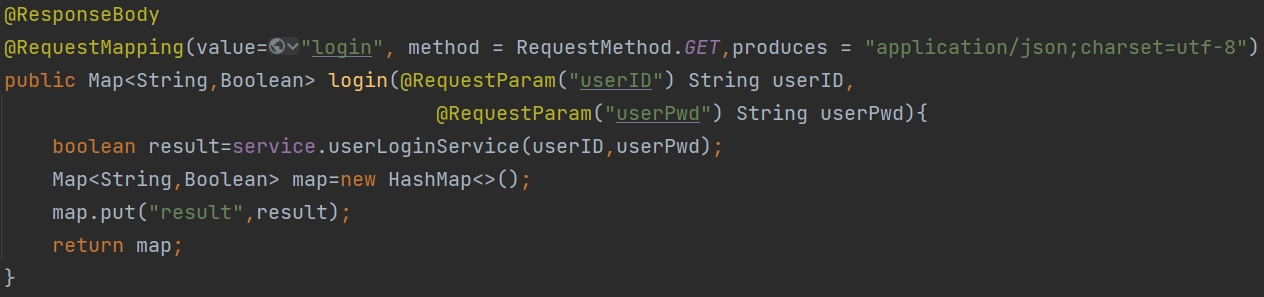 @ResponseBody
@RequestMapping(value="login", method = RequestMethod.GET,produces = "application/json;charset=utf-8")
public Map<String,Boolean> login(@RequestParam("userID") String userID,
@RequestParam("userPwd") String userPwd){
boolean result=service.userLoginService(userID,userPwd);
Map<String,Boolean> map=new HashMap<>();
map.put("result",result);
return map;
}